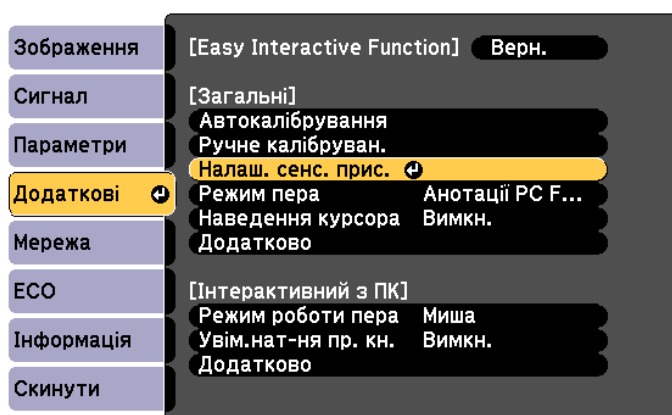 Зображення
Сигнал
Параметри
Додаткові
Мережа
ECO
Інформація
Скинути
[Easy Interactive Function] Верн.
[Загальні]
Автокалібрування
Ручне калібруван.
Налаш. сенс. прис.
Режим пера Анотації PC F...
Наведення курсора Вимкн.
Додатково
[Інтерактивний з ПК]
Режим роботи пера Миша
Увім.нат-ня пр. кн. Вимкн.
Додатково